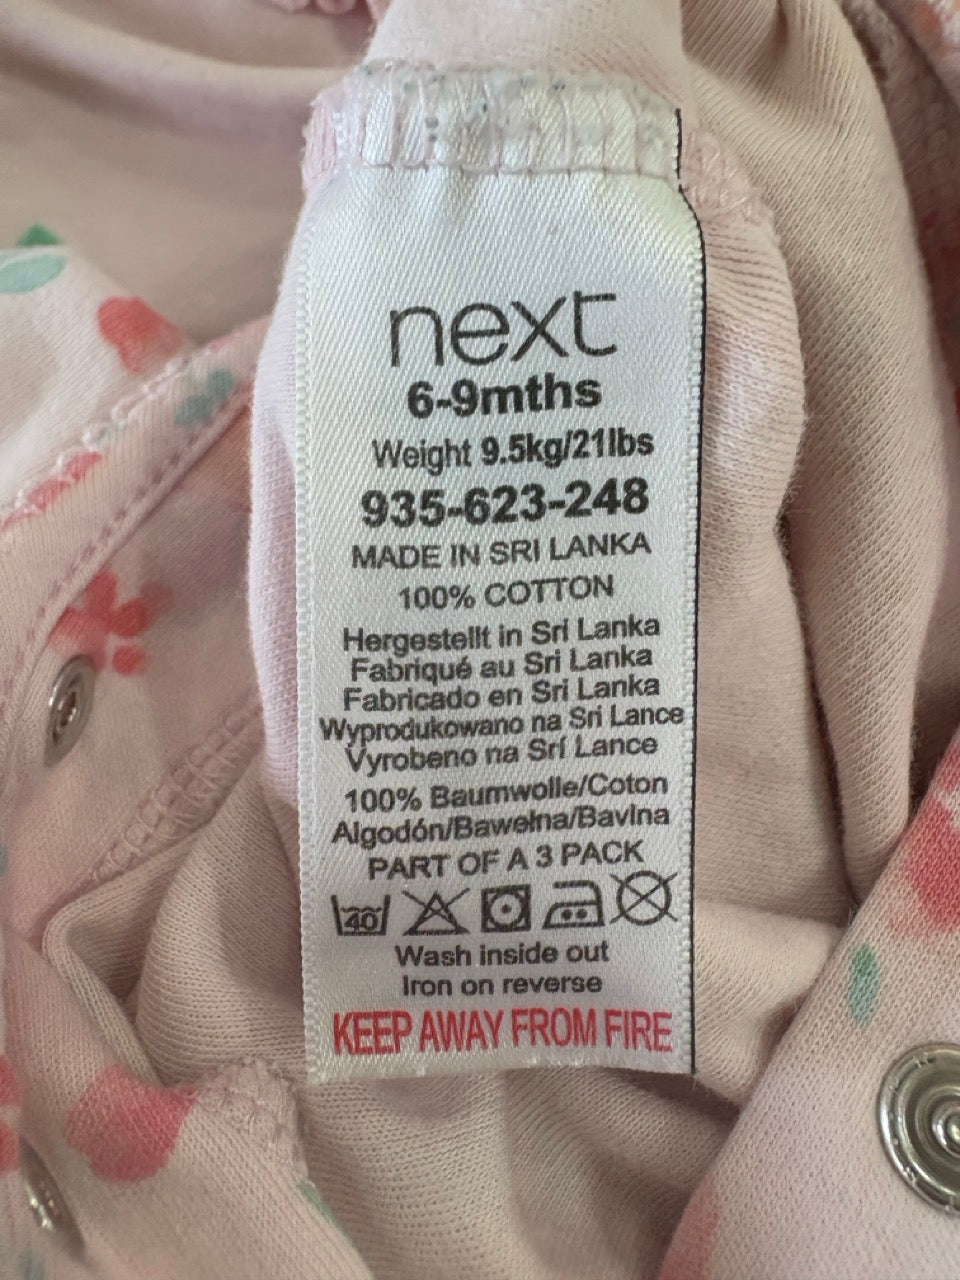 next
6-9mths
Weight 9.5kg/21lbs
935-623-248
MADE IN SRI LANKA
100% COTTON
Hergestellt in Sri Lanka
Fabriqué au Sri Lanka
Fabricado en Sri Lanka
Wyprodukowano na Sri Lance
Vyrobeno na Srí Lance
100% Baumwolle/Coton
Algodón/Bawełna/Bavlna
PART OF A 3 PACK
40
Wash inside out
Iron on reverse
KEEP AWAY FROM FIRE